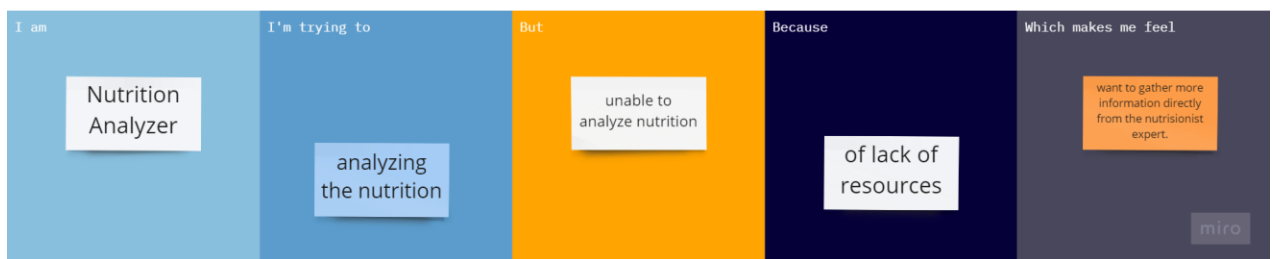 I am
Nutrition
Analyzer
I'm trying to
analyzing
the nutrition
But
unable to
analyze nutrition
Because
of lack of
resources
Which makes me feel
want to gather more
information directly
from the nutrisionist
expert.
miro